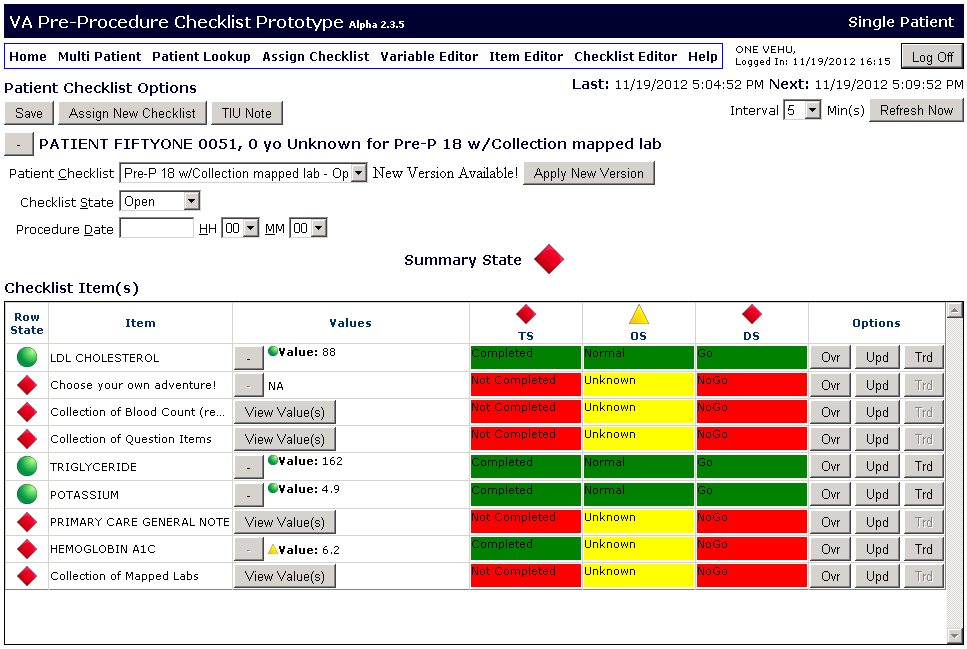 VA Pre-Procedure Checklist Prototype Alpha 2.3.5 Single Patient
Home Multi Patient Patient Lookup Assign Checklist Variable Editor Item Editor Checklist Editor Help ONE VEHU,
Logged In: 11/19/2012 16:15 Log Off
Patient Checklist Options Last: 11/19/2012 5:04:52 PM Next: 11/19/2012 5:09:52 PM
Save Assign New Checklist TIU Note Interval 5 Min(s) Refresh Now
- PATIENT FIFTYONE 0051, 0 yo Unknown for Pre-P 18 w/Collection mapped lab
Patient Checklist Pre-P 18 w/Collection mapped lab - Op New Version Available! Apply New Version
Checklist State Open
Procedure Date HH 00 MM 00
Summary State
Checklist Item(s)
Row State Item Values TS OS DS Options
LDL CHOLESTEROL - Value: 88 Completed Normal Go Ovr Upd Trd
Choose your own adventure! - NA Not Completed Unknown NoGo Ovr Upd Trd
Collection of Blood Count (re... View Value(s) Not Completed Unknown NoGo Ovr Upd Trd
Collection of Question Items View Value(s) Not Completed Unknown NoGo Ovr Upd Trd
TRIGLYCERIDE - Value: 162 Completed Normal Go Ovr Upd Trd
POTASSIUM - Value: 4.9 Completed Normal Go Ovr Upd Trd
PRIMARY CARE GENERAL NOTE View Value(s) Not Completed Unknown NoGo Ovr Upd Trd
HEMOGLOBIN A1C - Value: 6.2 Completed Unknown NoGo Ovr Upd Trd
Collection of Mapped Labs View Value(s) Not Completed Unknown NoGo Ovr Upd Trd